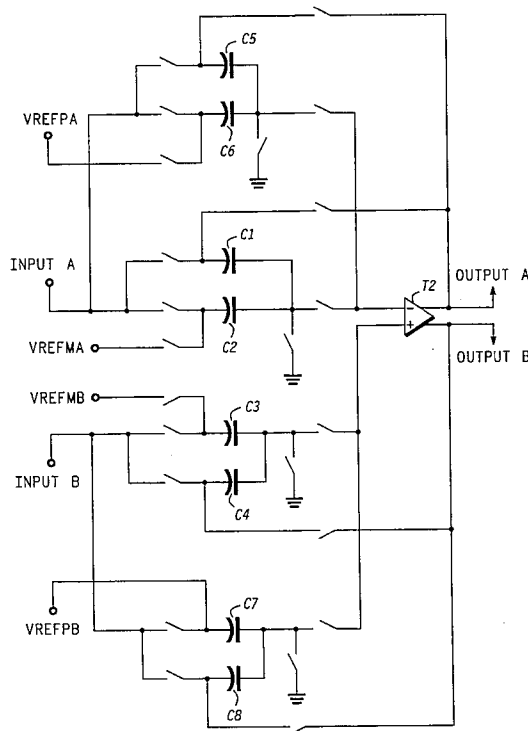 C5
VREFPA
C6
C1
INPUT A
T2
OUTPUT A
C2
VREFMA
OUTPUT B
VREFMB
C3
INPUT B
C4
C7
VREFPB
C8
-
+